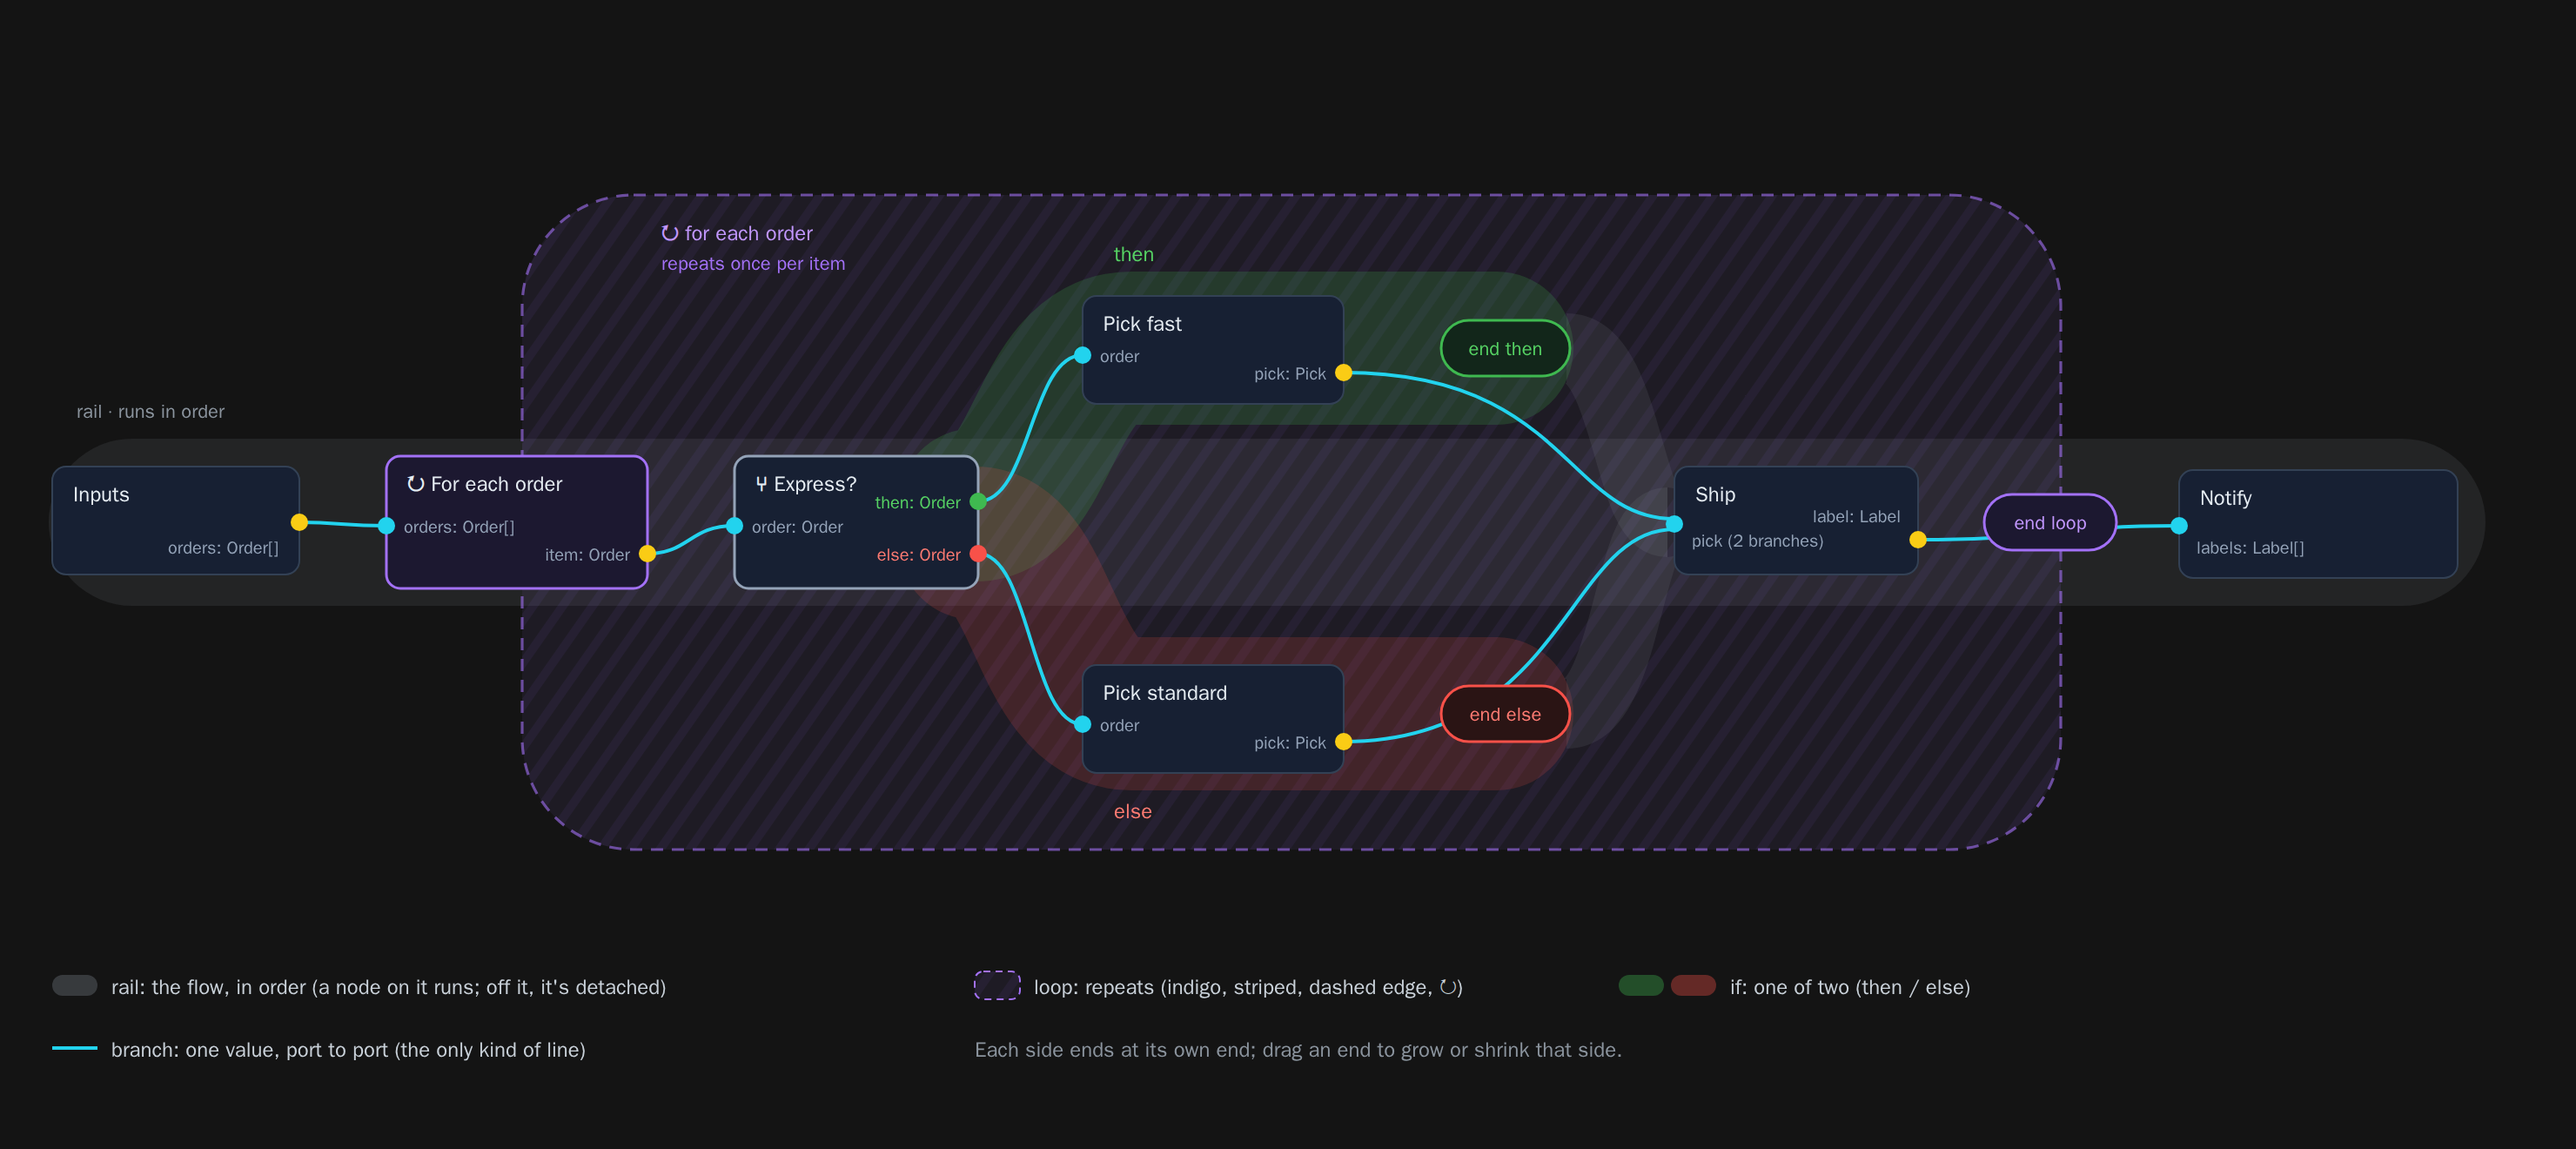 ↻ for each order
repeats once per item
then
Pick fast
order
pick: Pick
end then
rail · runs in order
Inputs
orders: Order[]
↻ For each order
orders: Order[]
item: Order
⑂ Express?
then: Order
order: Order
else: Order
Ship
label: Label
pick (2 branches)
end loop
Notify
labels: Label[]
Pick standard
order
pick: Pick
end else
else
rail: the flow, in order (a node on it runs; off it, it's detached)
loop: repeats (indigo, striped, dashed edge, ↻)
if: one of two (then / else)
branch: one value, port to port (the only kind of line)
Each side ends at its own end; drag an end to grow or shrink that side.